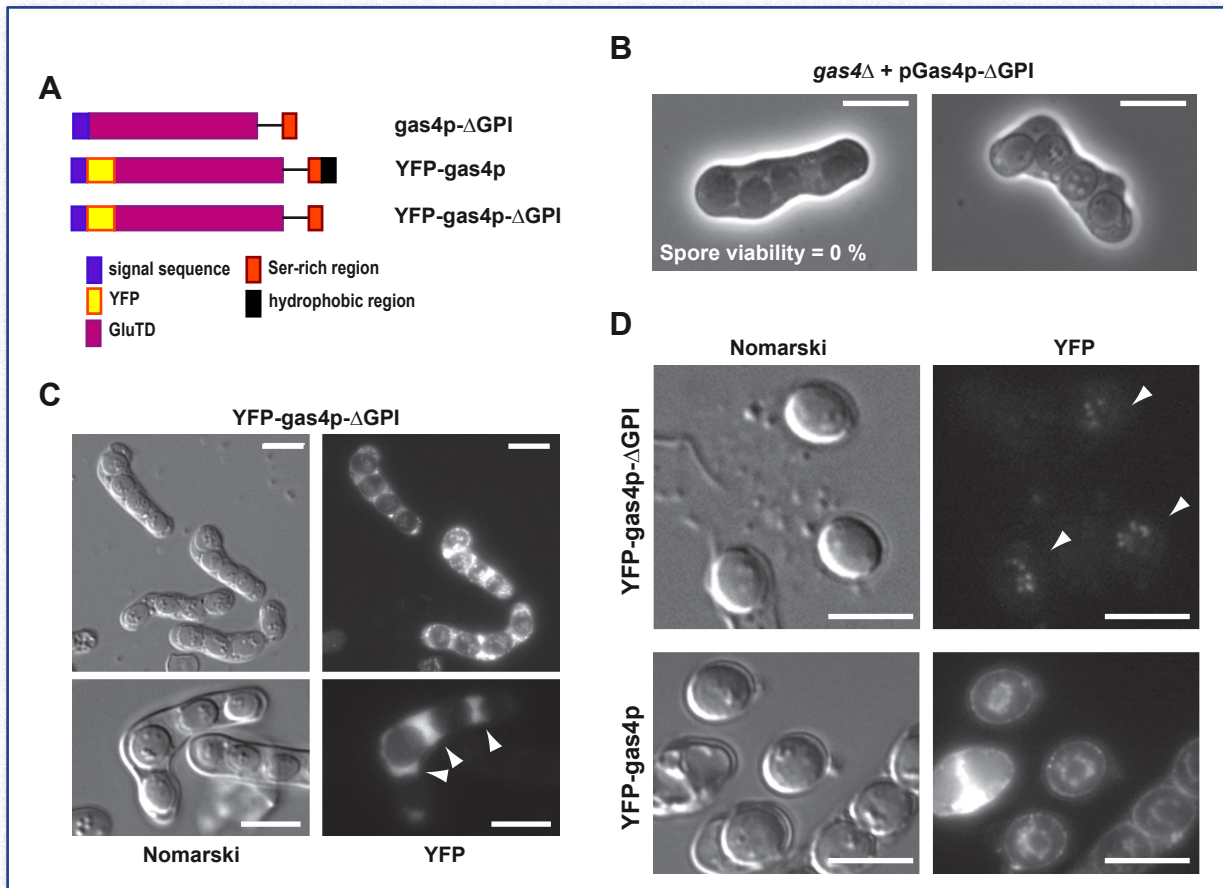 A
gas4p-ΔGPI
YFP-gas4p
YFP-gas4p-ΔGPI
signal sequence
Ser-rich region
YFP
hydrophobic region
GluTD
B
gas4Δ + pGas4p-ΔGPI
Spore viability = 0 %
C
YFP-gas4p-ΔGPI
Nomarski
YFP
D
Nomarski
YFP
YFP-gas4p-ΔGPI
YFP-gas4p